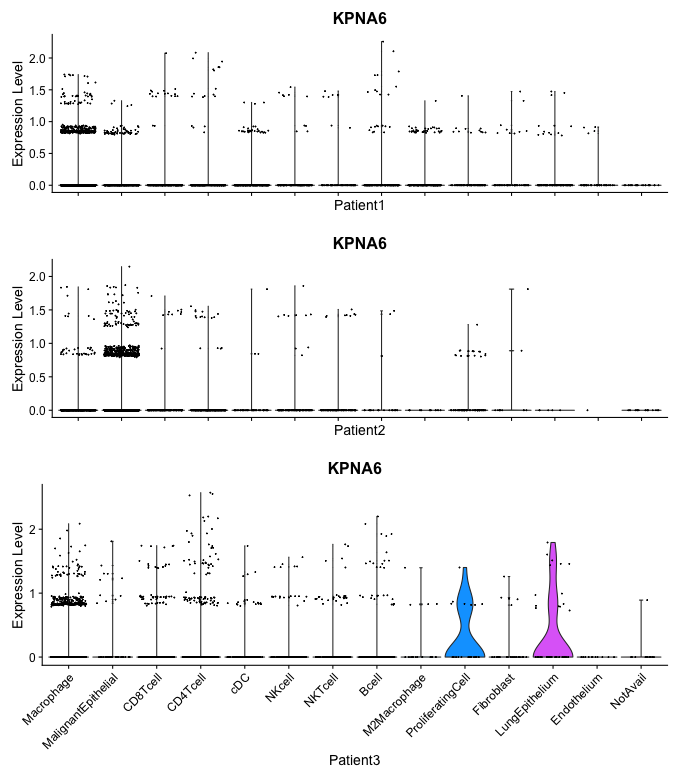 KPNA6
Expression Level
2.0
1.5
1.0
0.5
0.0
Patient1
KPNA6
Expression Level
2.0
1.5
1.0
0.5
0.0
Patient2
KPNA6
Expression Level
2
1
0
Macrophage
MalignantEpithelial
CD8Tcell
CD4Tcell
cDC
NKcell
NKTcell
Bcell
M2Macrophage
ProliferatingCell
Fibroblast
LungEpithelium
Endothelium
NotAvail
Patient3